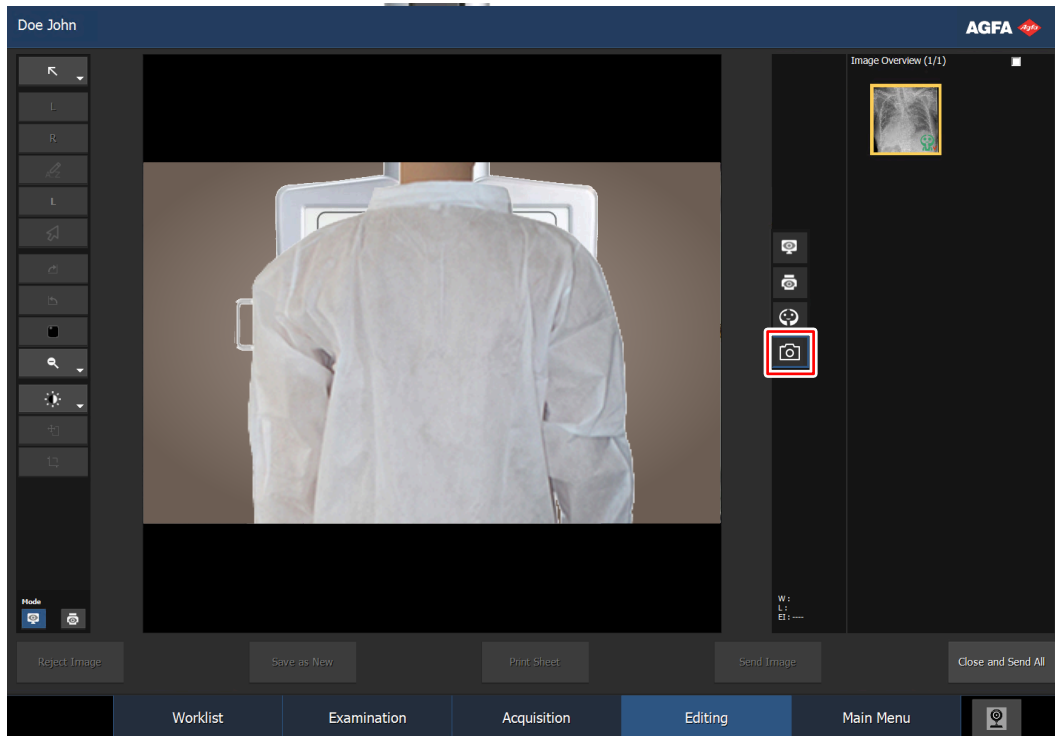 Doe John
AGFA
Image Overview (1/1)
L
R
L
Mode
W :
L :
EI : ----
Reject Image
Save as New
Print Sheet
Send Image
Close and Send All
Worklist
Examination
Acquisition
Editing
Main Menu